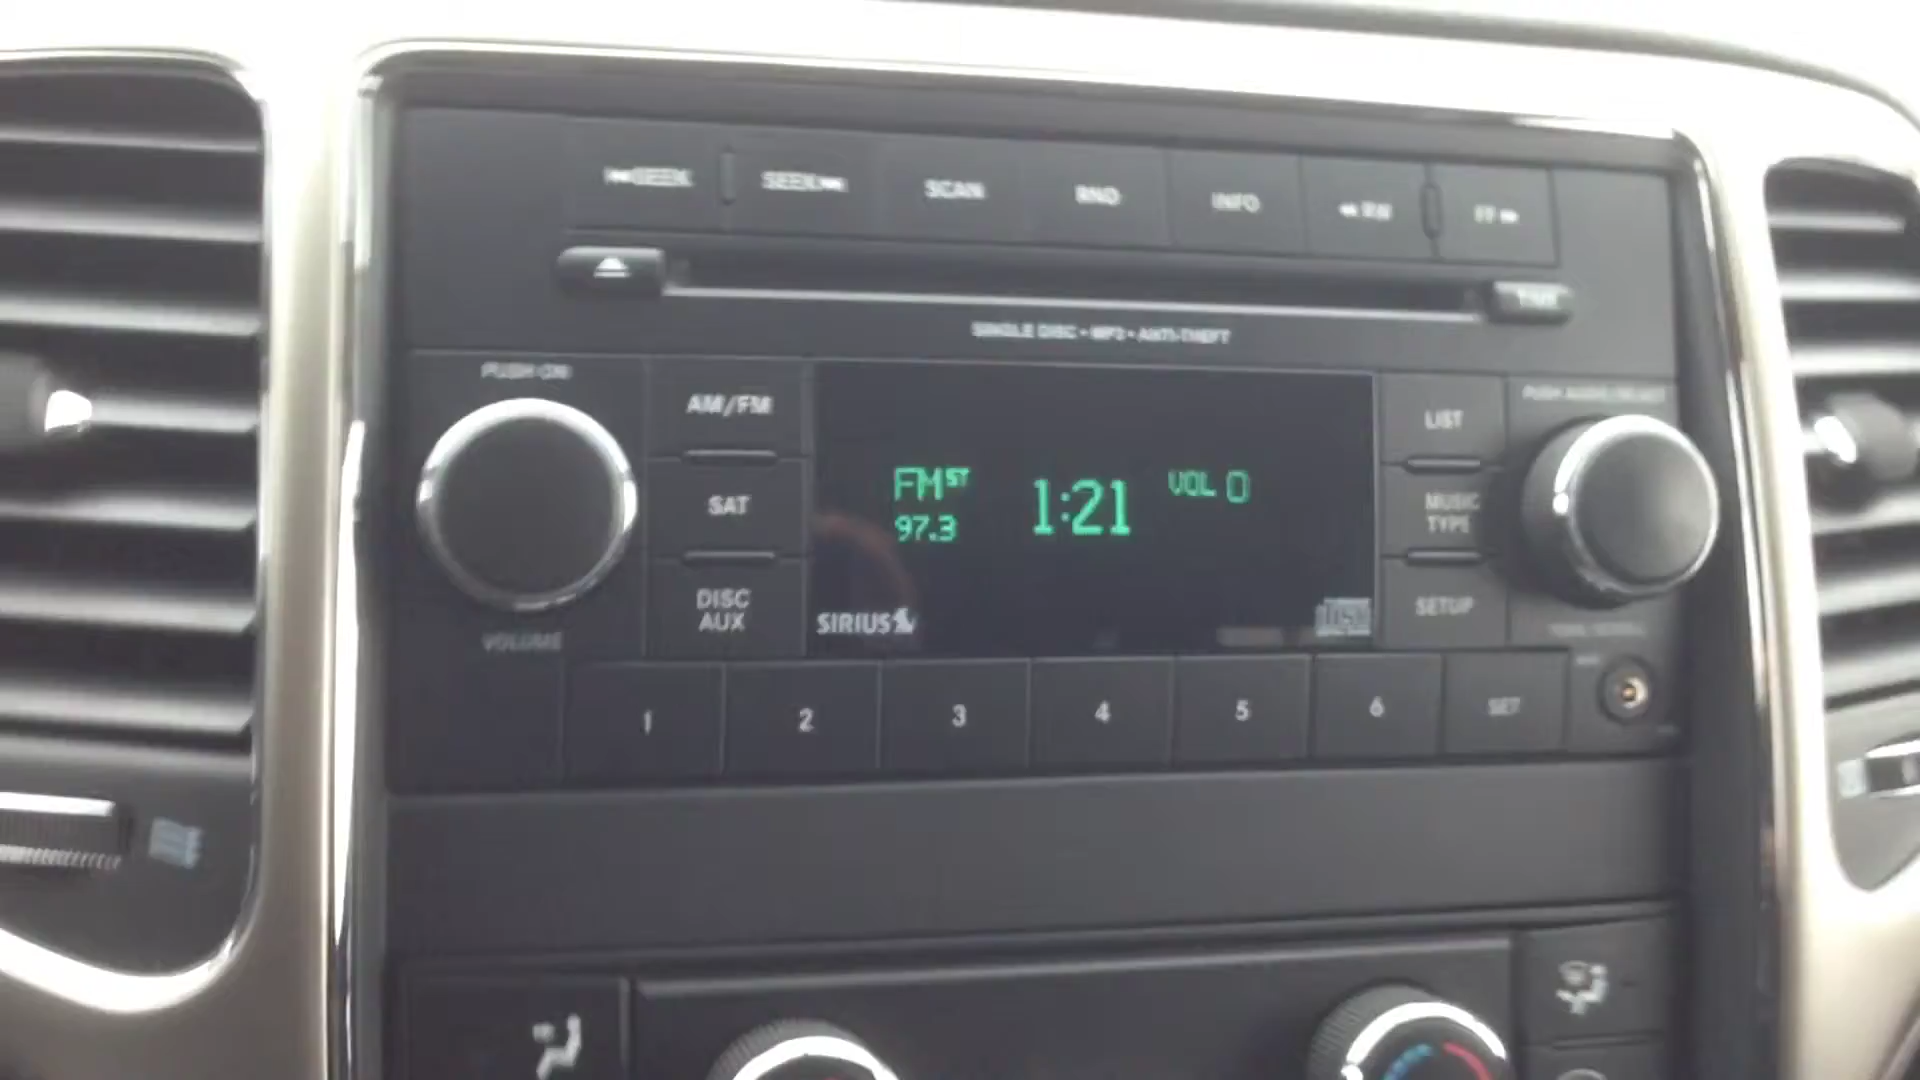 SEEK SEEK SCAN RND INFO RW FF
TIME
SINGLE DISC • MP3 • ANTI-THEFT
PUSH ON
AM/FM
LIST
FM ST 1:21 VOL 0
97.3
SAT
MUSIC
TYPE
DISC
AUX
SIRIUS
SETUP
VOLUME
1 2 3 4 5 6 SET